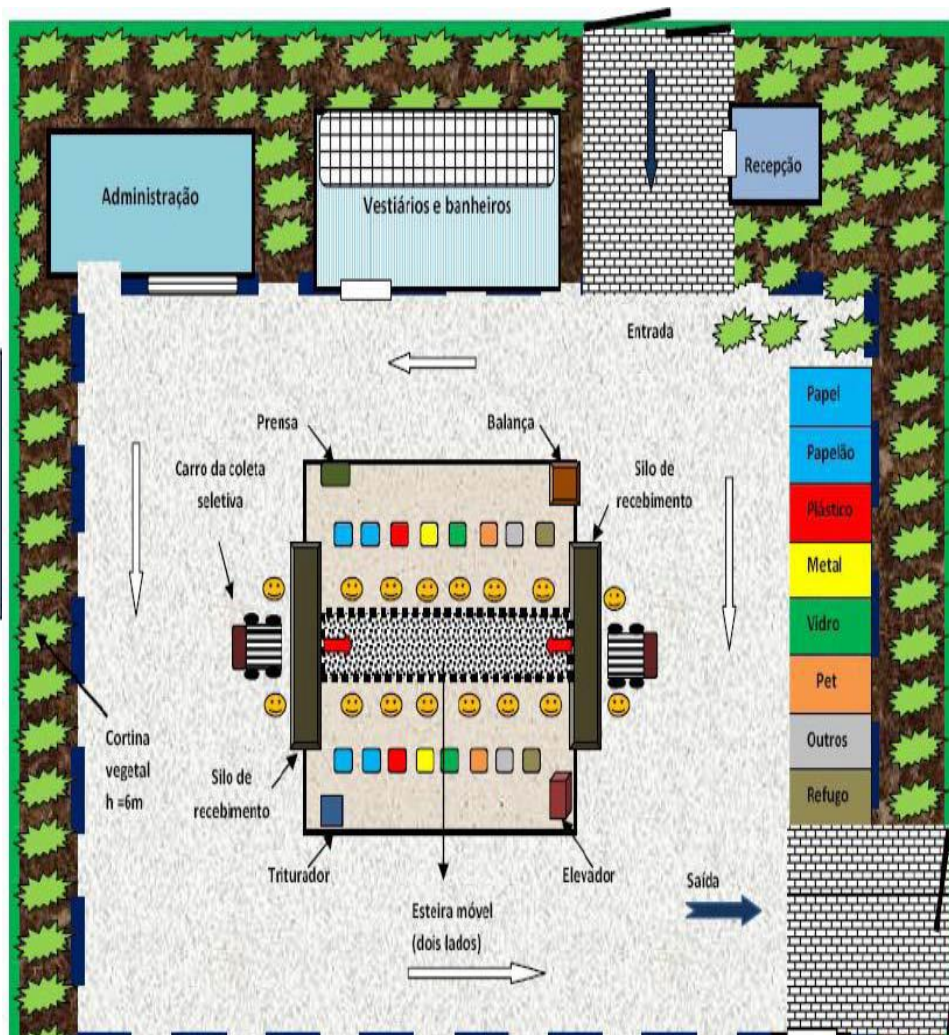 Administração
Vestiários e banheiros
Recepção
Entrada
Papel
Papelão
Plástico
Metal
Vidro
Pet
Outros
Refugo
Prensa
Balança
Carro da coleta
seletiva
Silo de
recebimento
Cortina
vegetal
h =6m
Silo de
recebimento
Triturador
Elevador
Esteira móvel
(dois lados)
Saída